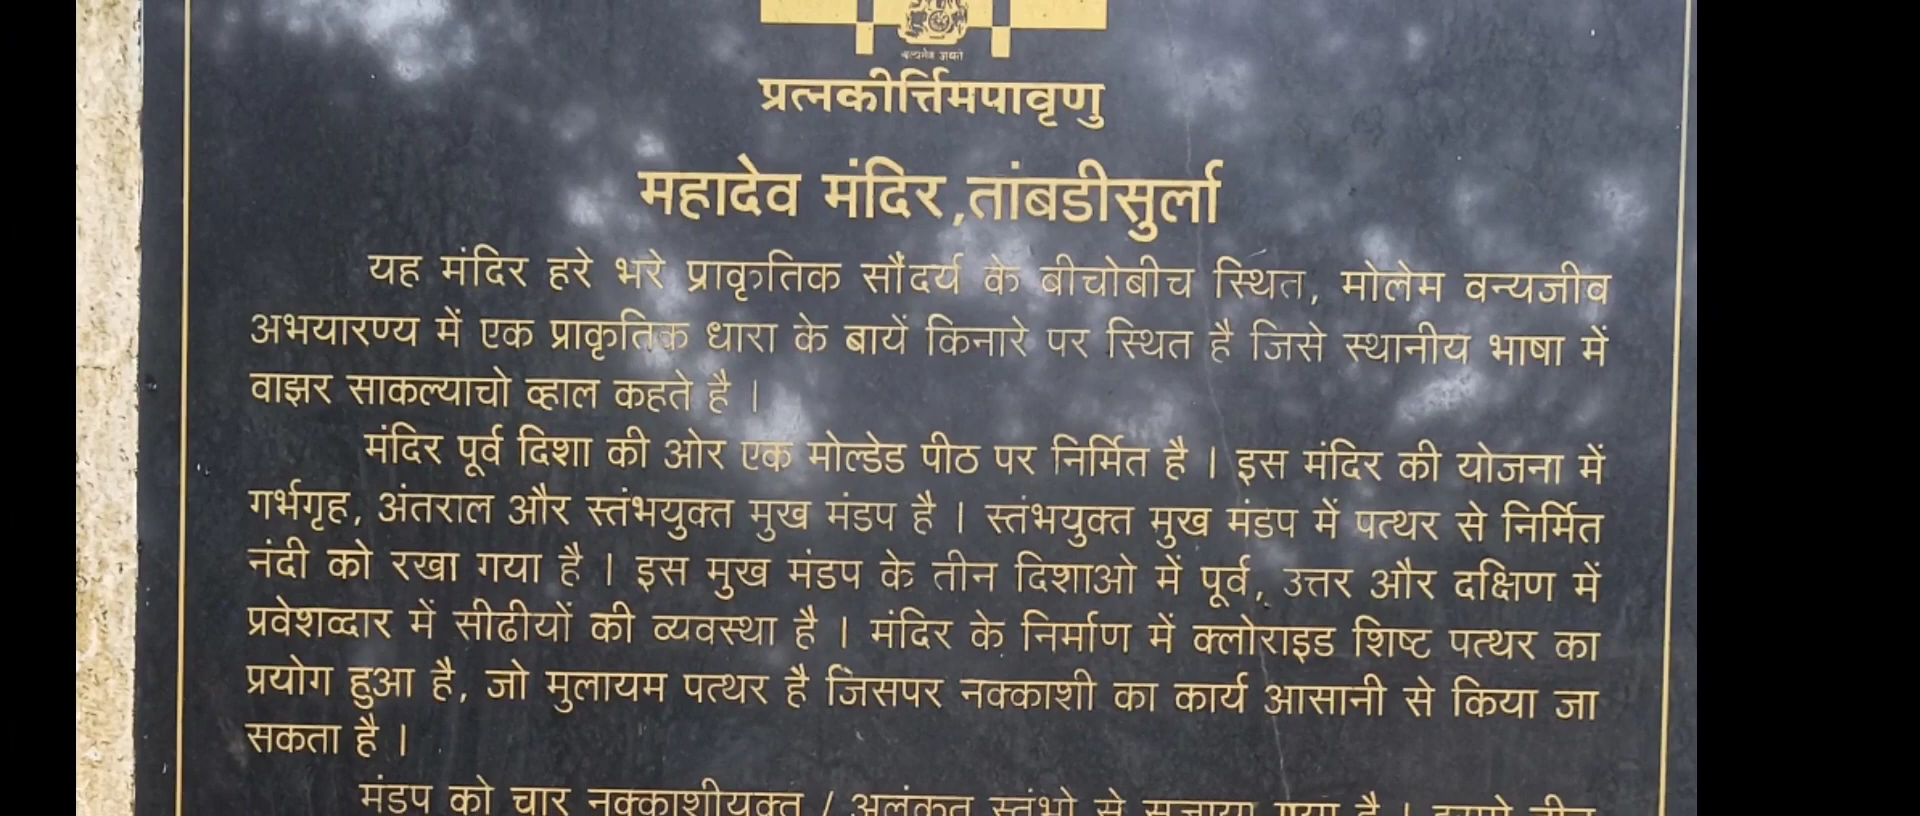 सत्यमेव जयते
प्रत्नकीर्त्तिमपावृणु
महादेव मंदिर,तांबडीसुर्ला
यह मंदिर हरे भरे प्राकृतिक सौंदर्य के बीचोबीच स्थित, मोलेम वन्यजीव
अभयारण्य में एक प्राकृतिक धारा के बायें किनारे पर स्थित है जिसे स्थानीय भाषा में
वाझर साकल्याचो व्हाल कहते है ।
मंदिर पूर्व दिशा की ओर एक मोल्डेड पीठ पर निर्मित है । इस मंदिर की योजना में
गर्भगृह, अंतराल और स्तंभयुक्त मुख मंडप है । स्तंभयुक्त मुख मंडप में पत्थर से निर्मित
नंदी को रखा गया है । इस मुख मंडप के तीन दिशाओ में पूर्व, उत्तर और दक्षिण में
प्रवेशव्दार में सीढीयों की व्यवस्था है । मंदिर के निर्माण में क्लोराइड शिष्ट पत्थर का
प्रयोग हुआ है, जो मुलायम पत्थर है जिसपर नक्काशी का कार्य आसानी से किया जा
सकता है ।
मंडप को चार नक्काशीयुक्त / अलंकृत स्तंभो से सजाया गया है ।